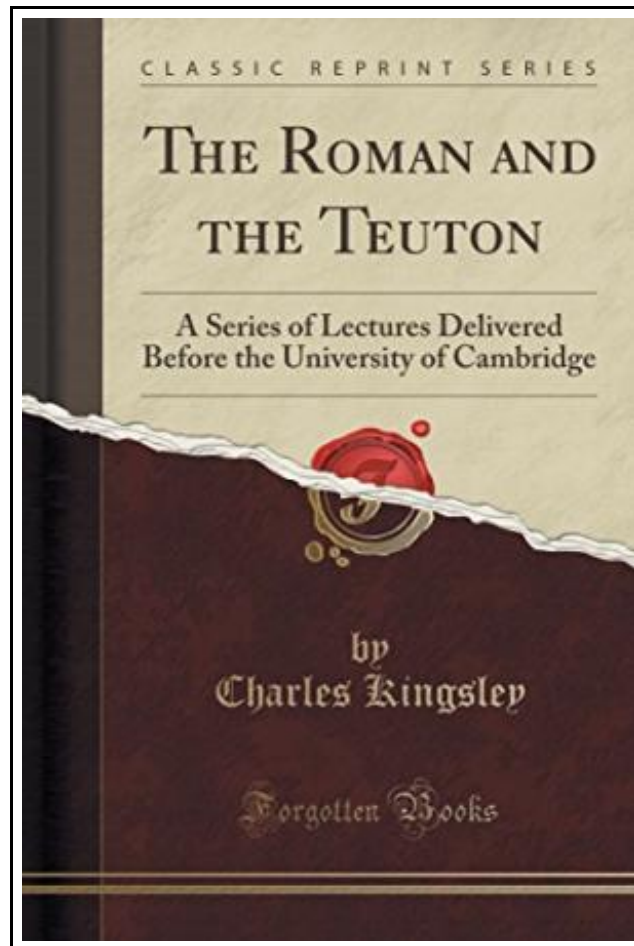 CLASSIC REPRINT SERIES
THE ROMAN AND
THE TEUTON
A Series of Lectures Delivered
Before the University of Cambridge
by
Charles Kingsley
Forgotten Books